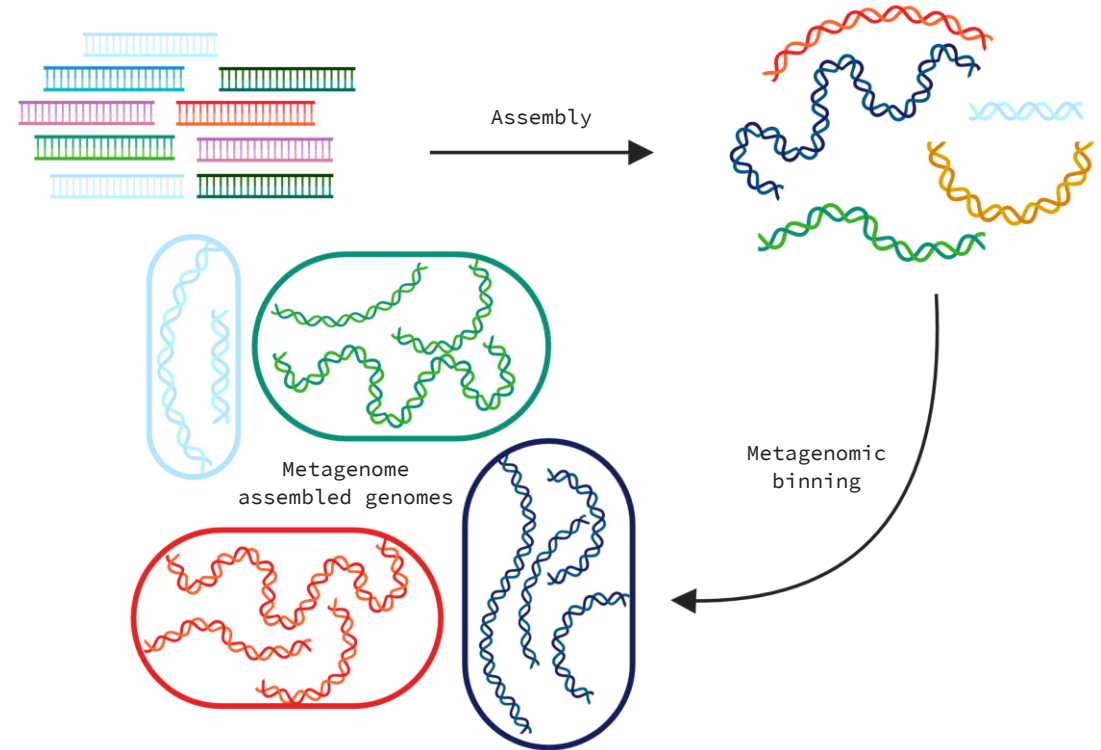 Assembly
Metagenomic
binning
Metagenome
assembled genomes